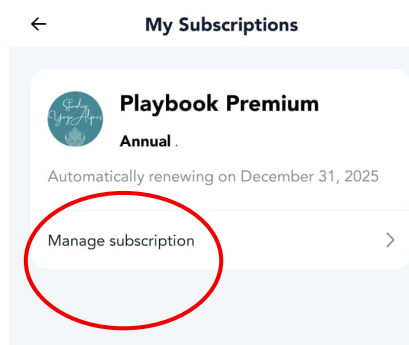 My Subscriptions
Playbook Premium
Annual .
Automatically renewing on December 31, 2025
Manage subscription